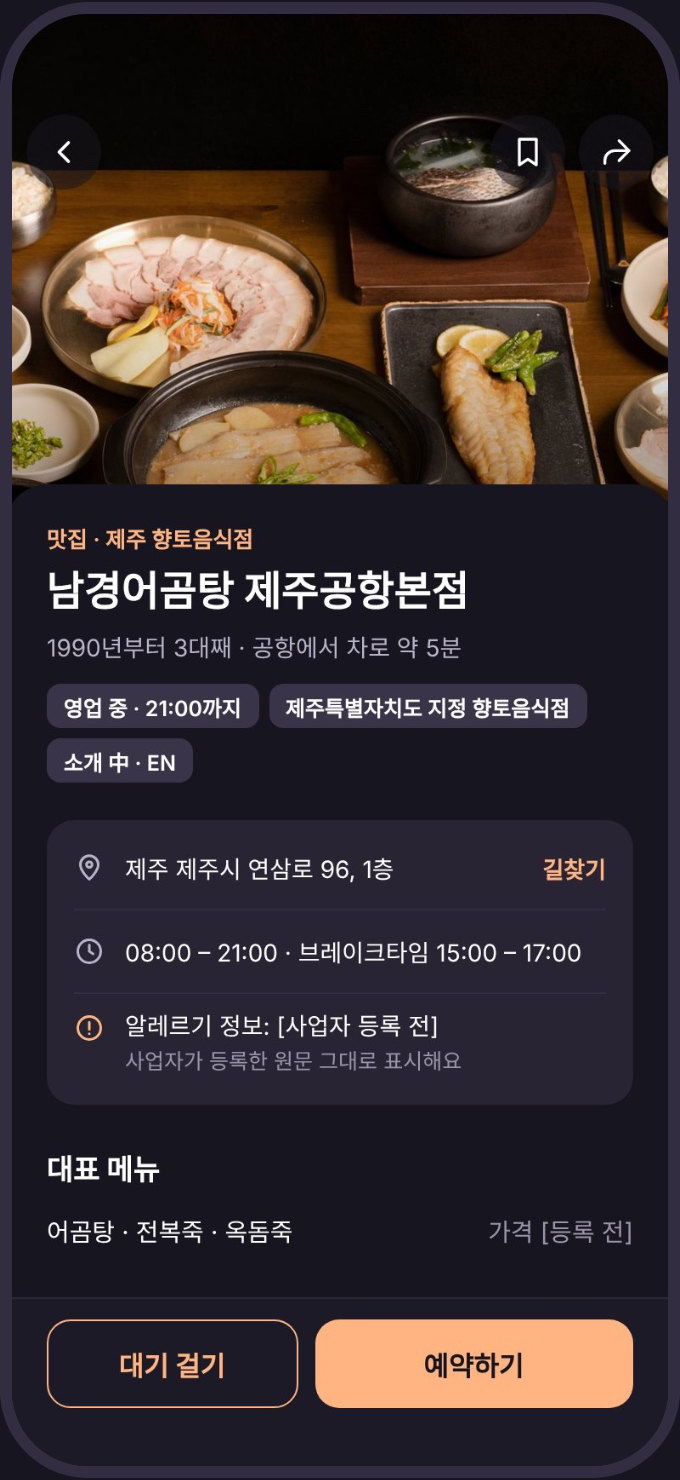 맛집 · 제주 향토음식점
남경어곰탕 제주공항본점
1990년부터 3대째 · 공항에서 차로 약 5분
영업 중 · 21:00까지
제주특별자치도 지정 향토음식점
소개 中 · EN
제주 제주시 연삼로 96, 1층
길찾기
08:00 – 21:00 · 브레이크타임 15:00 – 17:00
알레르기 정보: [사업자 등록 전]
사업자가 등록한 원문 그대로 표시해요
대표 메뉴
어곰탕 · 전복죽 · 옥돔죽
가격 [등록 전]
대기 걸기
예약하기